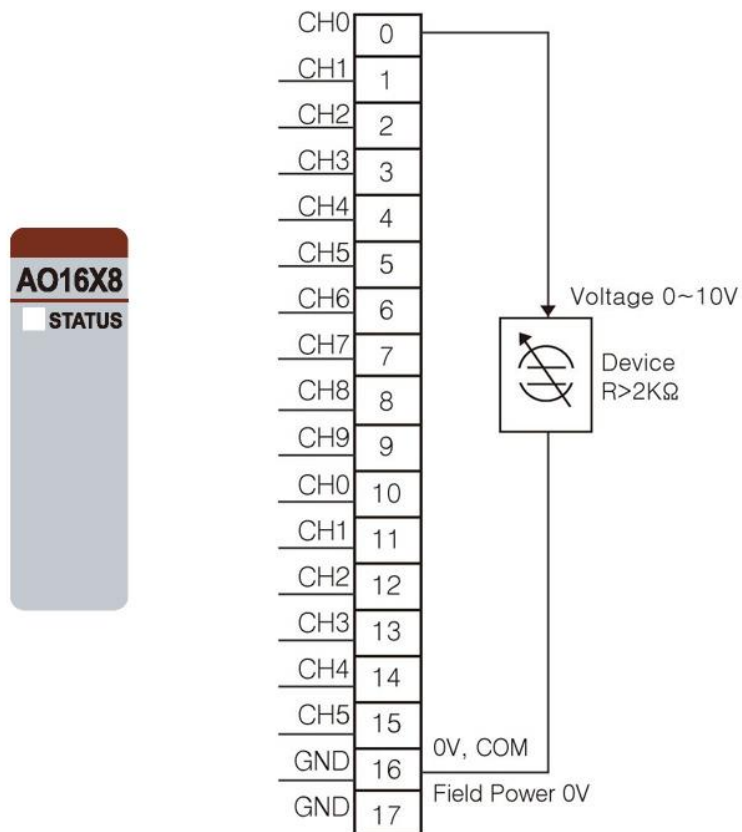 AO16X8
STATUS
CH0 0
CH1 1
CH2 2
CH3 3
CH4 4
CH5 5
CH6 6
CH7 7
CH8 8
CH9 9
CH0 10
CH1 11
CH2 12
CH3 13
CH4 14
CH5 15
GND 16
GND 17
Voltage 0~10V
Device
R>2KΩ
0V, COM
Field Power 0V